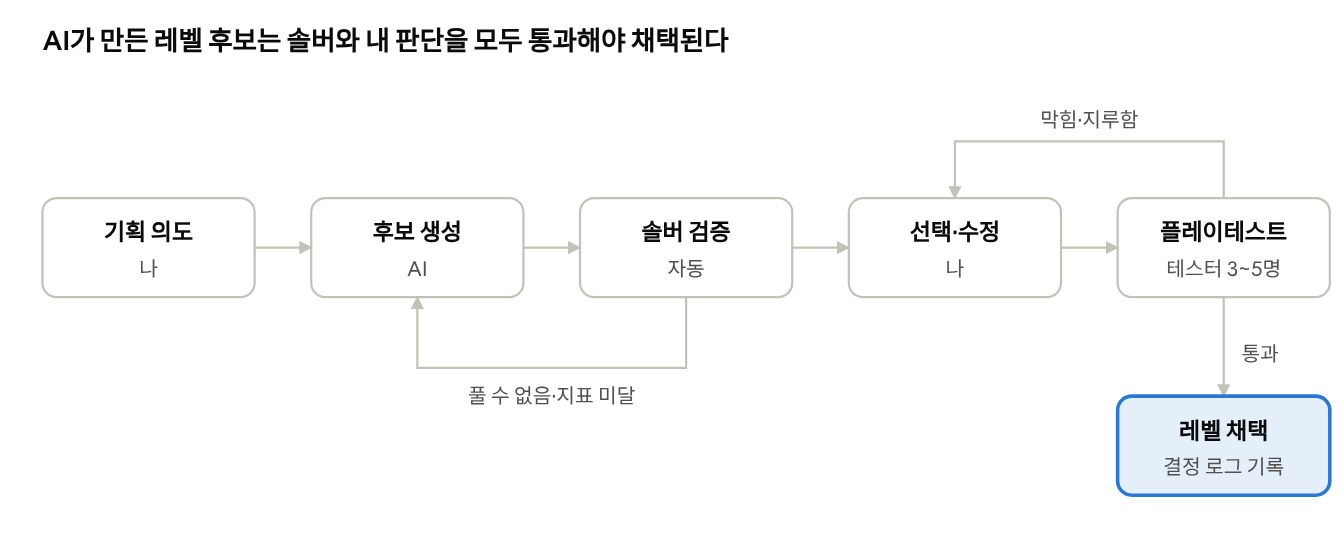 AI가 만든 레벨 후보는 솔버와 내 판단을 모두 통과해야 채택된다
막힘·지루함
기획 의도
나
후보 생성
AI
솔버 검증
자동
선택·수정
나
플레이테스트
테스터 3~5명
풀 수 없음·지표 미달
통과
레벨 채택
결정 로그 기록